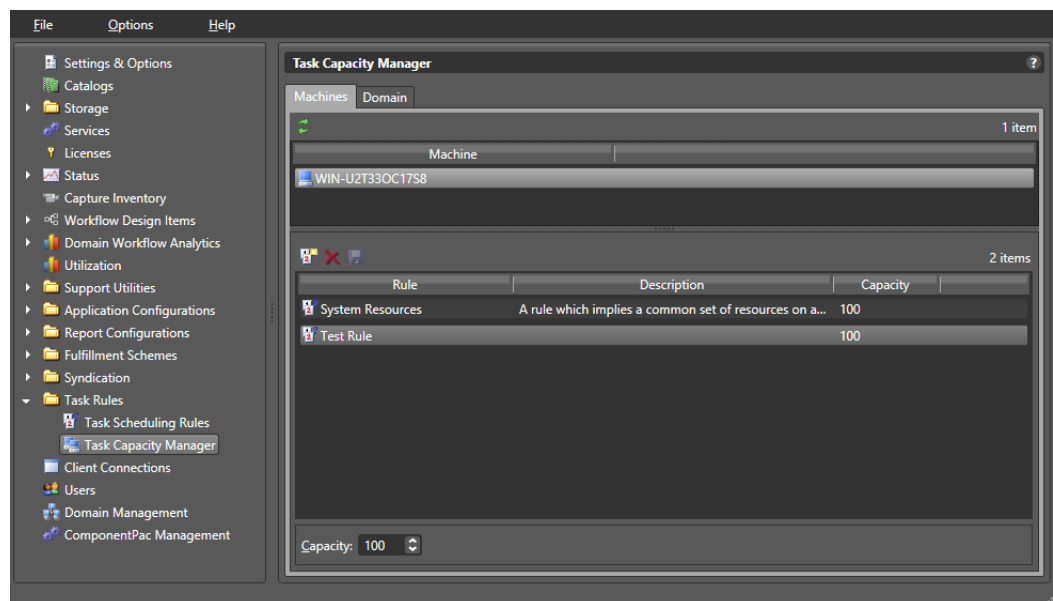 File Options Help
Settings & Options
Catalogs
Storage
Services
Licenses
Status
Capture Inventory
Workflow Design Items
Domain Workflow Analytics
Utilization
Support Utilities
Application Configurations
Report Configurations
Fulfillment Schemes
Syndication
Task Rules
Task Scheduling Rules
Task Capacity Manager
Client Connections
Users
Domain Management
ComponentPac Management
Task Capacity Manager ?
Machines Domain
1 item
Machine
WIN-U2T33OC17S8
2 items
Rule Description Capacity
System Resources A rule which implies a common set of resources on a... 100
Test Rule 100
Capacity: 100